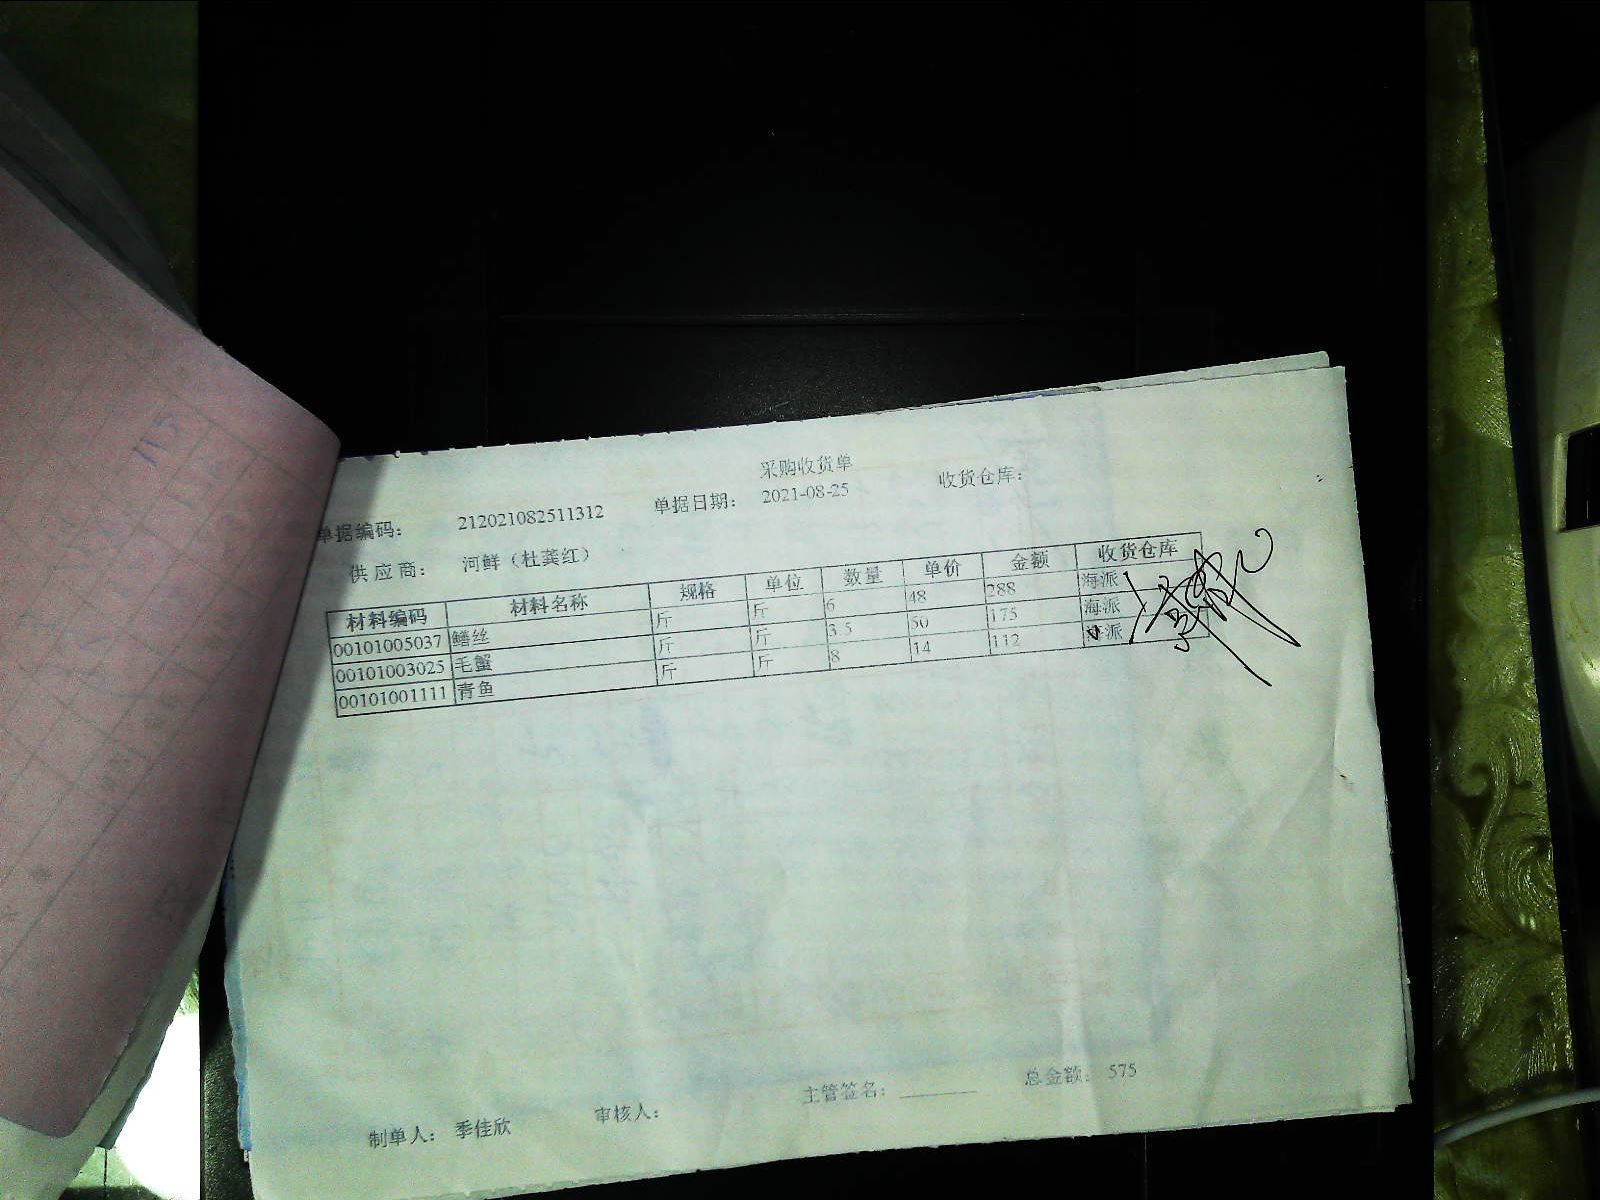 采购收货单
单据编码: 212021082511312 单据日期: 2021-08-25 收货仓库:
供应商: 河鲜（杜龚红）
材料编码 材料名称 规格 单位 数量 单价 金额 收货仓库
00101005037 鳝丝 斤 斤 6 48 288 海派
00101003025 毛蟹 斤 斤 3.5 50 175 海派
00101001111 青鱼 斤 斤 8 14 112 派
制单人: 季佳欣 审核人: 主管签名: 总金额: 575